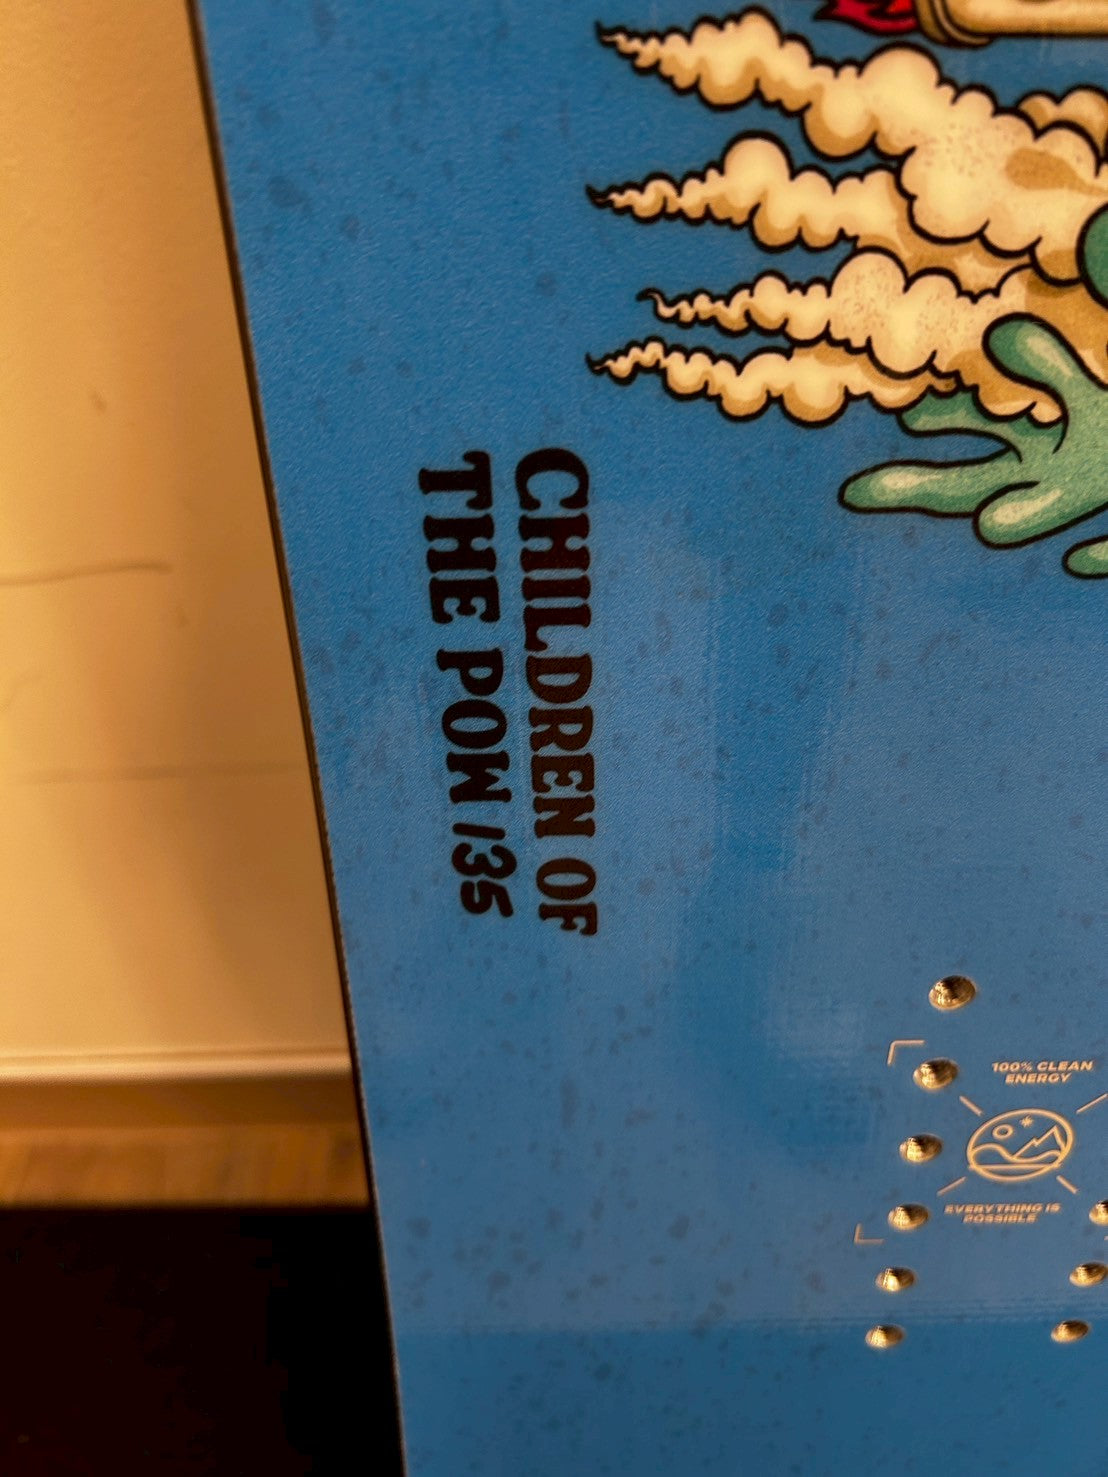 CHILDREN OF
THE POW 135
100% CLEAN
ENERGY
EVERYTHING IS
POSSIBLE